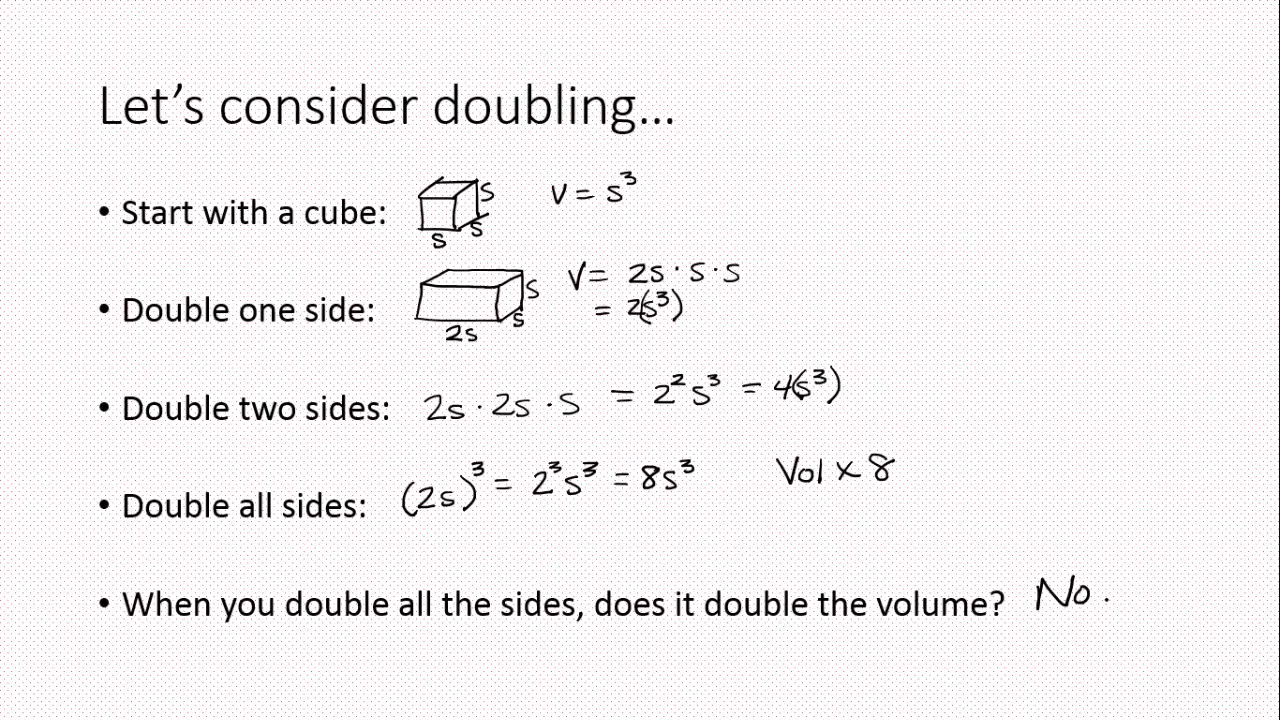 Let's consider doubling...
• Start with a cube: s s s V = s³
• Double one side: 2s s s V = 2s · s · s
= 2(s³)
• Double two sides: 2s · 2s · s = 2²s³ = 4(s³)
• Double all sides: (2s)³ = 2³s³ = 8s³ Vol x 8
• When you double all the sides, does it double the volume? No.